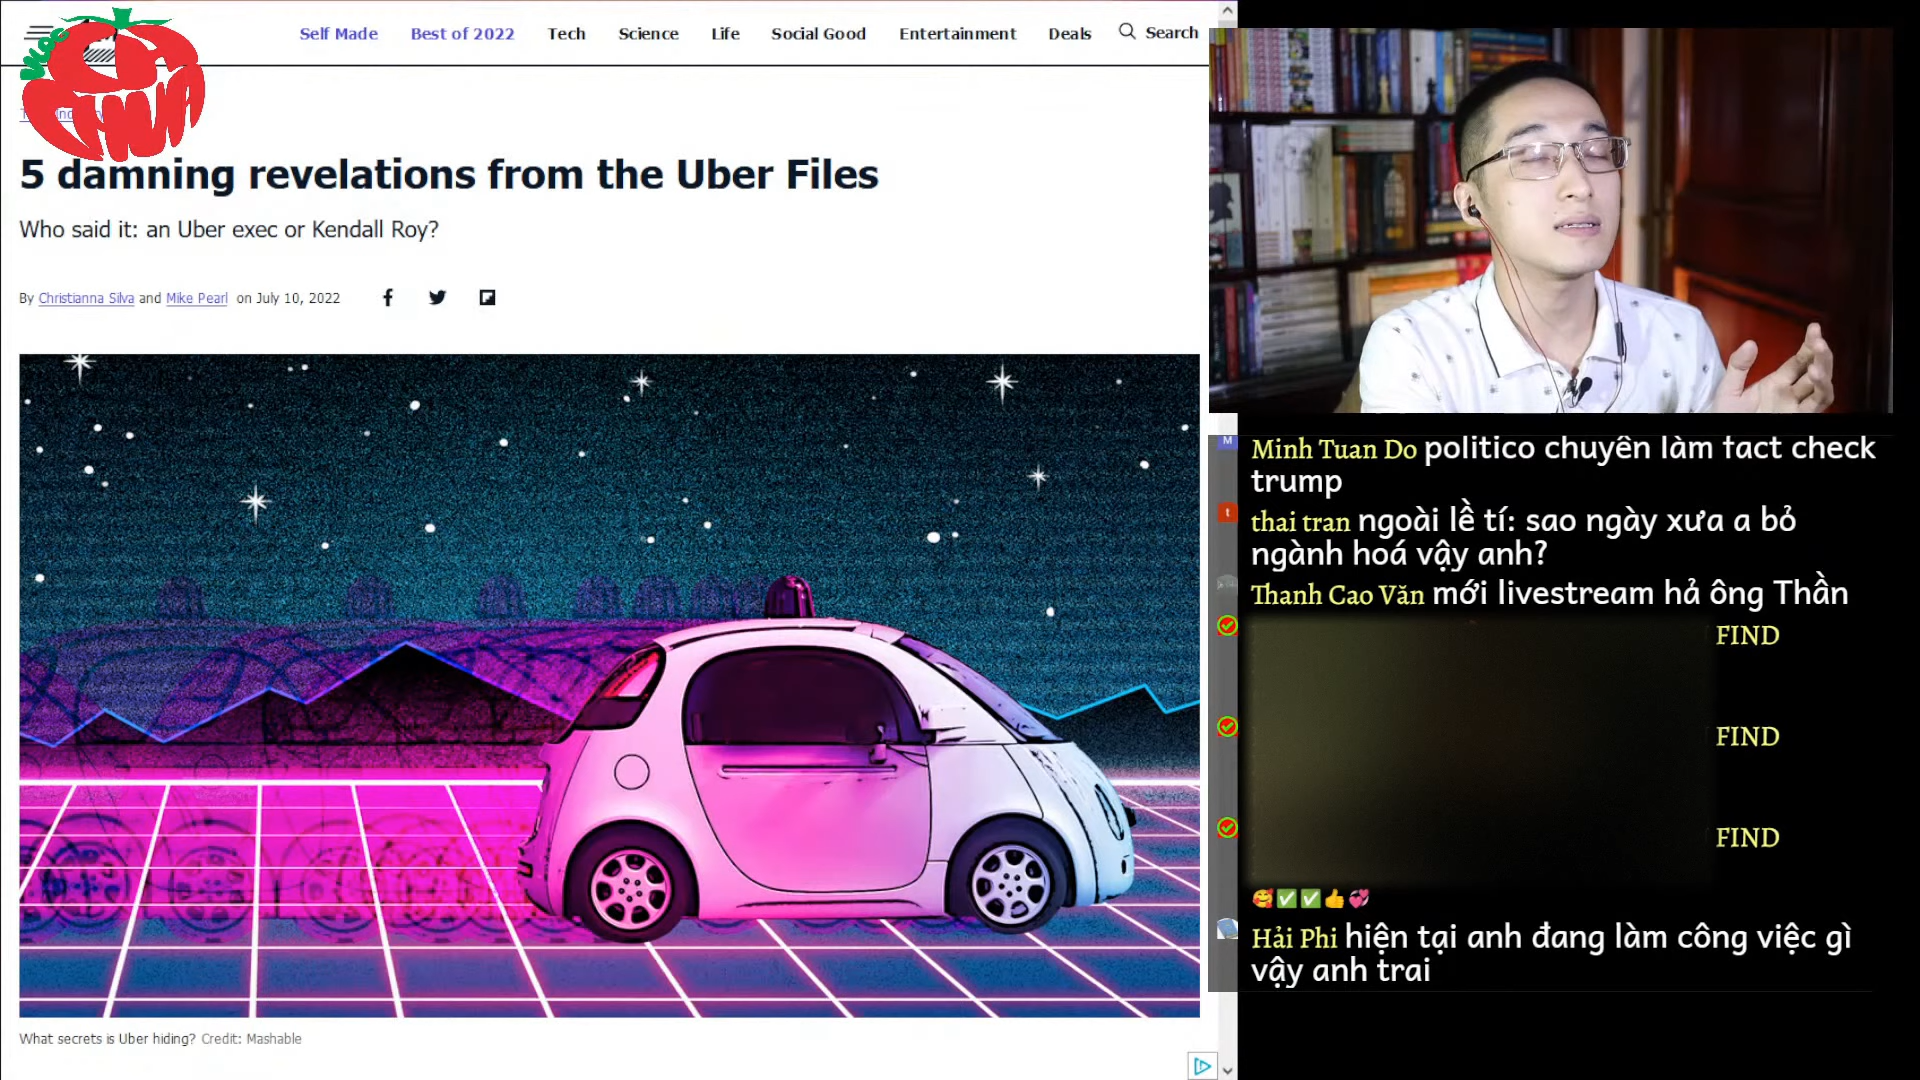 Self Made Best of 2022 Tech Science Life Social Good Entertainment Deals Search
5 damning revelations from the Uber Files
Who said it: an Uber exec or Kendall Roy?
By Christianna Silva and Mike Pearl on July 10, 2022
What secrets is Uber hiding? Credit: Mashable
M
Minh Tuan Do politico chuyên làm fact check
trump
t
thai tran ngoài lề tí: sao ngày xưa a bỏ
ngành hoá vậy anh?
Thanh Cao Văn mới livestream hả ông Thần
FIND
FIND
FIND
Hải Phi hiện tại anh đang làm công việc gì
vậy anh trai